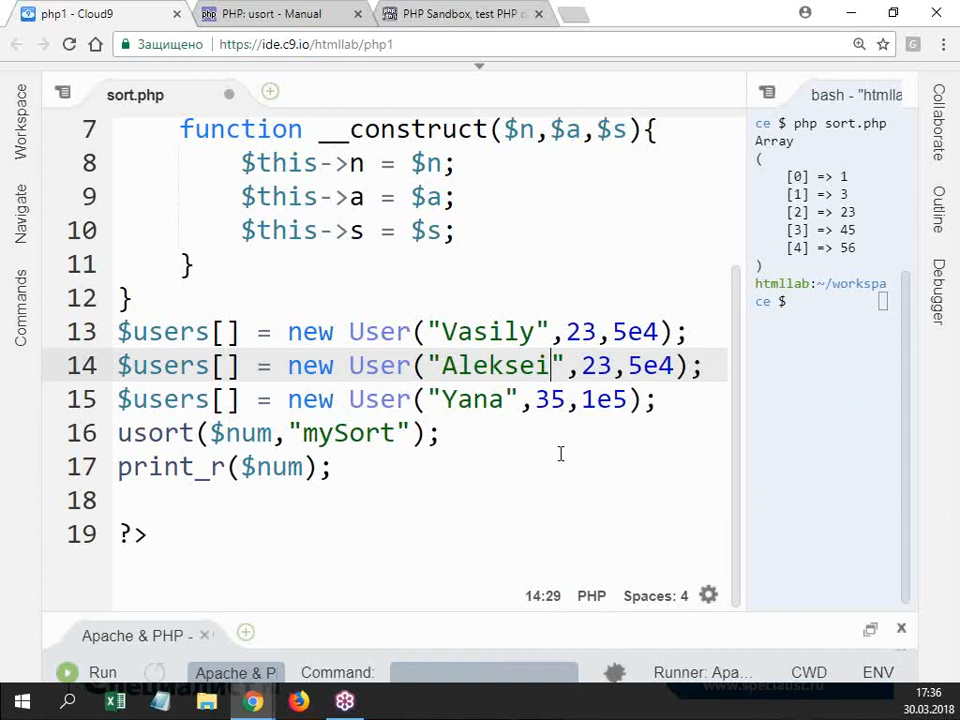 php1 - Cloud9
PHP: usort - Manual
PHP Sandbox, test PHP
Защищено
https://ide.c9.io/htmllab/php1
Workspace
Navigate
Commands
sort.php
7 function __construct($n,$a,$s){
8 $this->n = $n;
9 $this->a = $a;
10 $this->s = $s;
11 }
12 }
13 $users[] = new User("Vasily",23,5e4);
14 $users[] = new User("Aleksei",23,5e4);
15 $users[] = new User("Yana",35,1e5);
16 usort($num,"mySort");
17 print_r($num);
18
19 ?>
14:29 PHP Spaces: 4
bash - "htmlla
ce $ php sort.php
Array
(
[0] => 1
[1] => 3
[2] => 23
[3] => 45
[4] => 56
)
htmllab:~/workspa
ce $
Collaborate
Outline
Debugger
Apache & PHP -
Run
Apache & P
Command:
Runner: Apa...
CWD
ENV
www.specialist.ru
17:36
30.03.2018